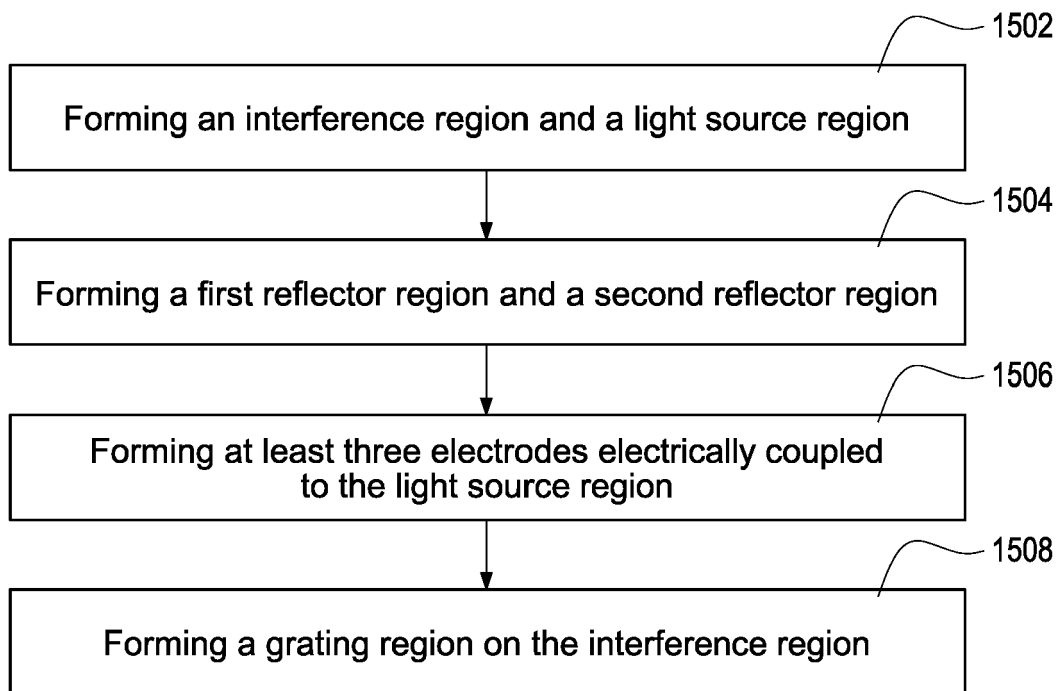 1502
Forming an interference region and a light source region
1504
Forming a first reflector region and a second reflector region
1506
Forming at least three electrodes electrically coupled
to the light source region
1508
Forming a grating region on the interference region